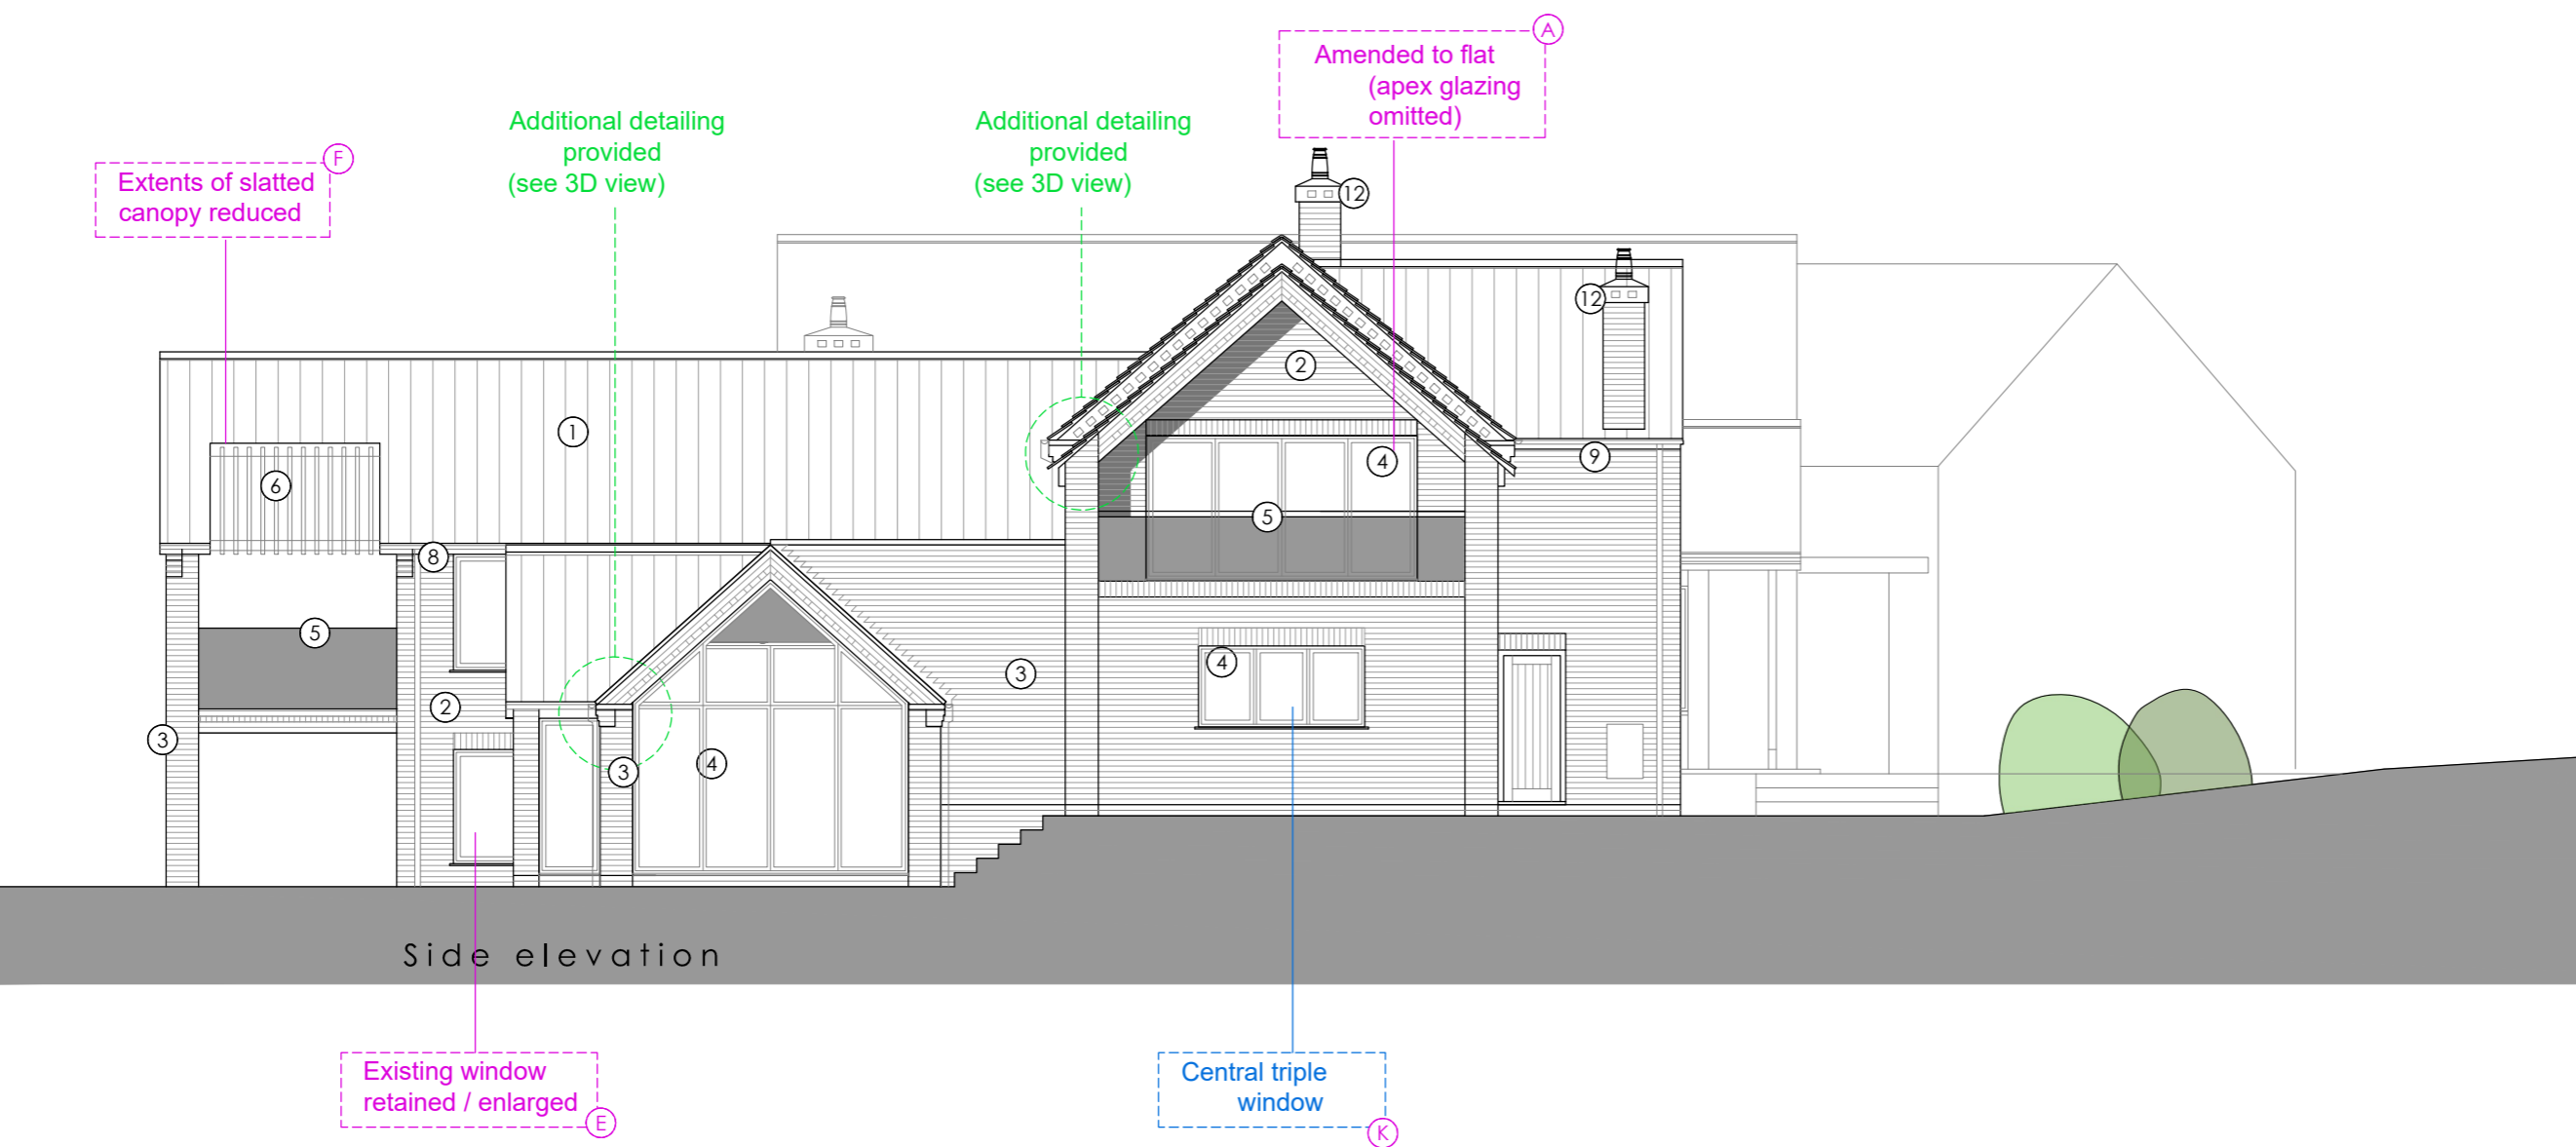 A
Amended to flat
(apex glazing
omitted)
Additional detailing
provided
(see 3D view)
Additional detailing
provided
(see 3D view)
F
Extents of slatted
canopy reduced
12
12
2
1
4
9
6
5
8
5
4
3
2
3
4
3
Side elevation
Existing window
retained / enlarged
E
Central triple
window
K